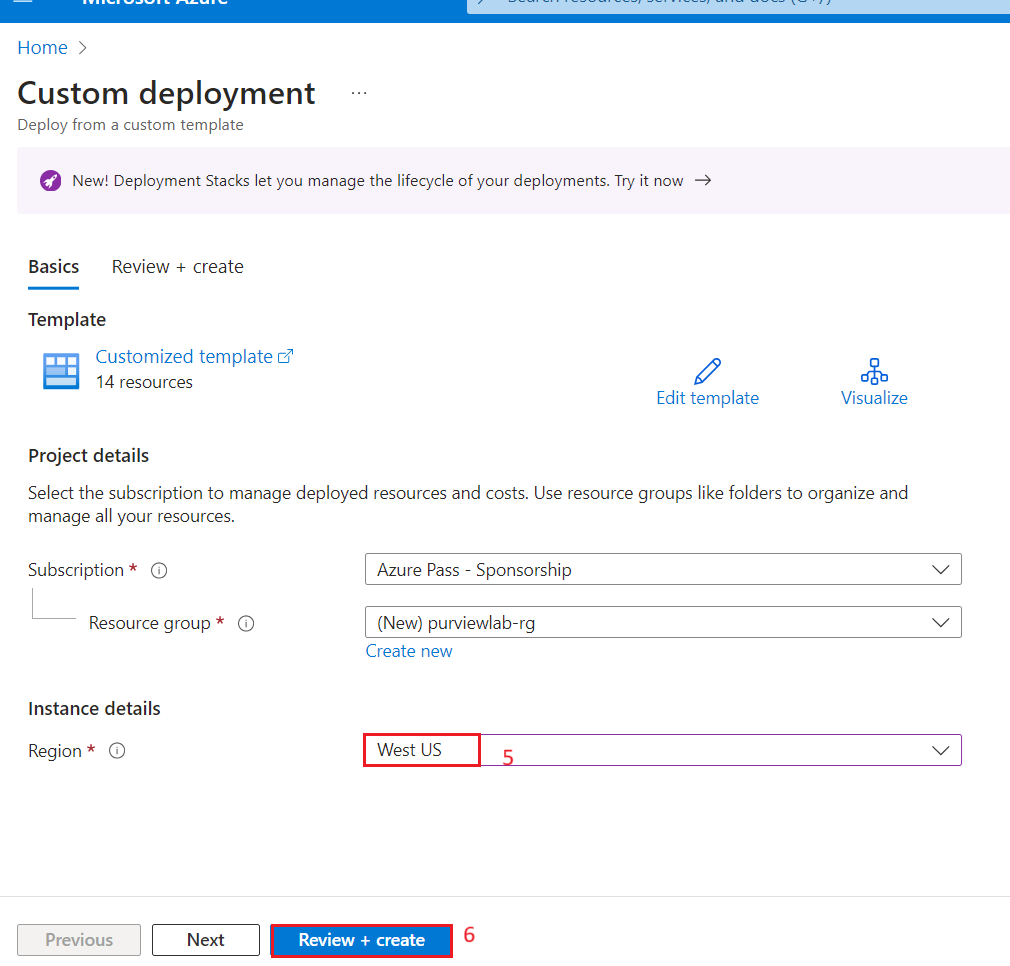 Microsoft Azure
Search resources, services, and docs (G+/)
Home
Custom deployment ...
Deploy from a custom template
New! Deployment Stacks let you manage the lifecycle of your deployments. Try it now →
Basics
Review + create
Template
Customized template
14 resources
Edit template
Visualize
Project details
Select the subscription to manage deployed resources and costs. Use resource groups like folders to organize and
manage all your resources.
Subscription *
Azure Pass - Sponsorship
Resource group *
(New) purviewlab-rg
Create new
Instance details
Region *
West US
5
Previous
Next
Review + create
6